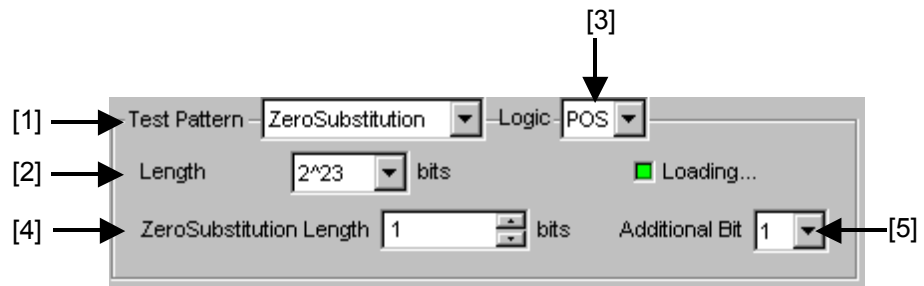 [3]
[1] Test Pattern ZeroSubstitution Logic POS
[2] Length 2^23 bits Loading...
[4] ZeroSubstitution Length 1 bits Additional Bit 1 [5]